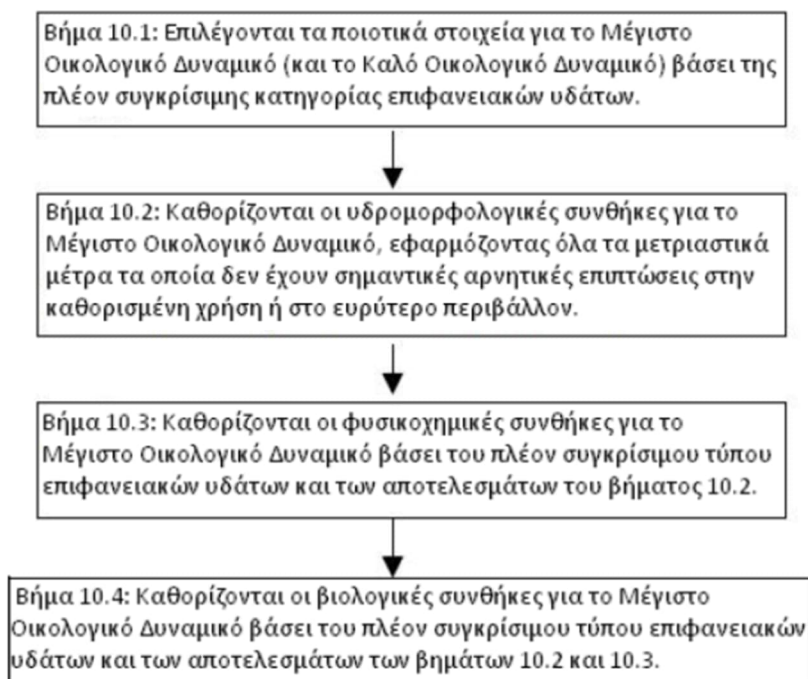 Βήμα 10.1: Επιλέγονται τα ποιοτικά στοιχεία για το Μέγιστο
Οικολογικό Δυναμικό (και το Καλό Οικολογικό Δυναμικό) βάσει της
πλέον συγκρίσιμης κατηγορίας επιφανειακών υδάτων.
Βήμα 10.2: Καθορίζονται οι υδρομορφολογικές συνθήκες για το
Μέγιστο Οικολογικό Δυναμικό, εφαρμόζοντας όλα τα μετριαστικά
μέτρα τα οποία δεν έχουν σημαντικές αρνητικές επιπτώσεις στην
καθορισμένη χρήση ή στο ευρύτερο περιβάλλον.
Βήμα 10.3: Καθορίζονται οι φυσικοχημικές συνθήκες για το
Μέγιστο Οικολογικό Δυναμικό βάσει του πλέον συγκρίσιμου τύπου
επιφανειακών υδάτων και των αποτελεσμάτων του βήματος 10.2.
Βήμα 10.4: Καθορίζονται οι βιολογικές συνθήκες για το Μέγιστο
Οικολογικό Δυναμικό βάσει του πλέον συγκρίσιμου τύπου επιφανειακών
υδάτων και των αποτελεσμάτων των βημάτων 10.2 και 10.3.